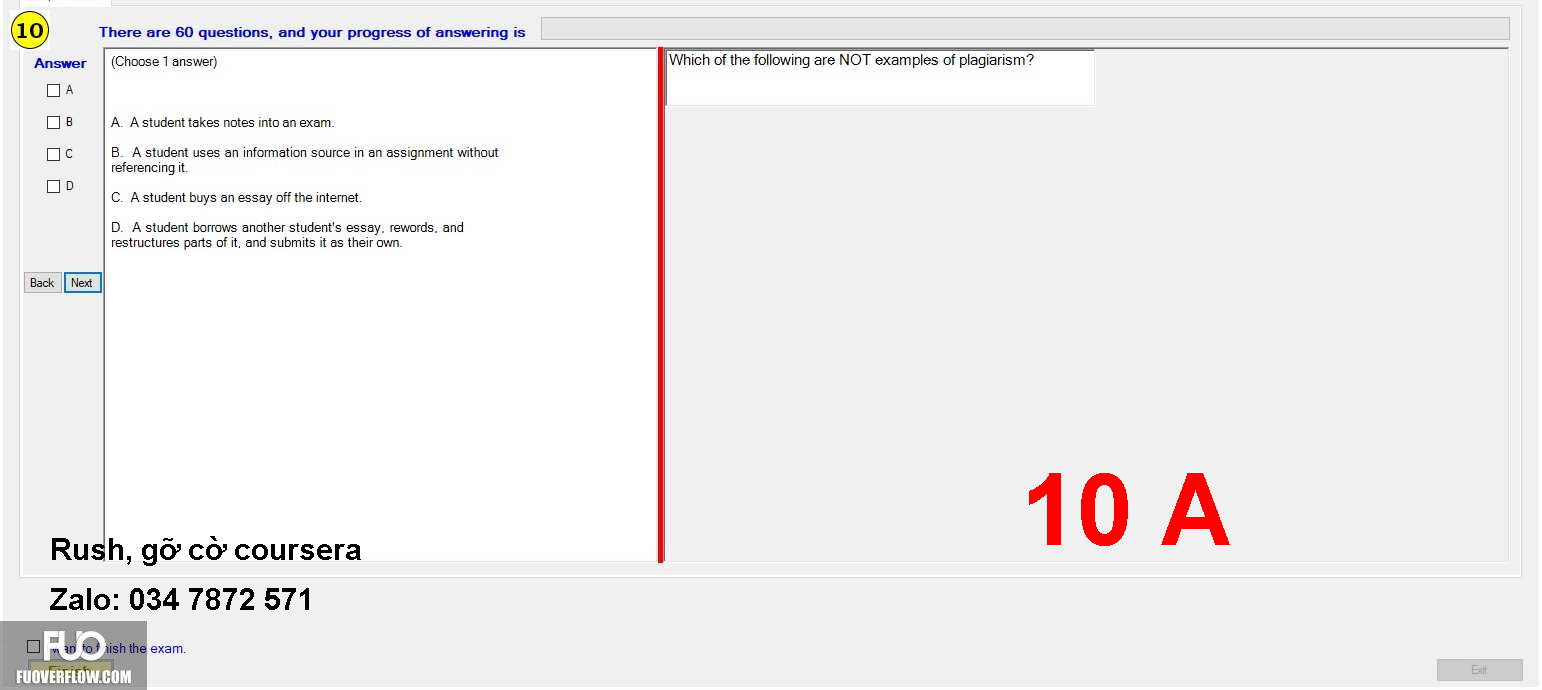 10
There are 60 questions, and your progress of answering is
Answer
A
B
C
D
Back
Next
(Choose 1 answer)
A. A student takes notes into an exam.
B. A student uses an information source in an assignment without
referencing it.
C. A student buys an essay off the internet.
D. A student borrows another student's essay, rewords, and
restructures parts of it, and submits it as their own.
Which of the following are NOT examples of plagiarism?
10 A
Rush, gỡ cờ coursera
Zalo: 034 7872 571
FUO
want to finish the exam.
Finish
FUOVERFLOW.COM
Exit